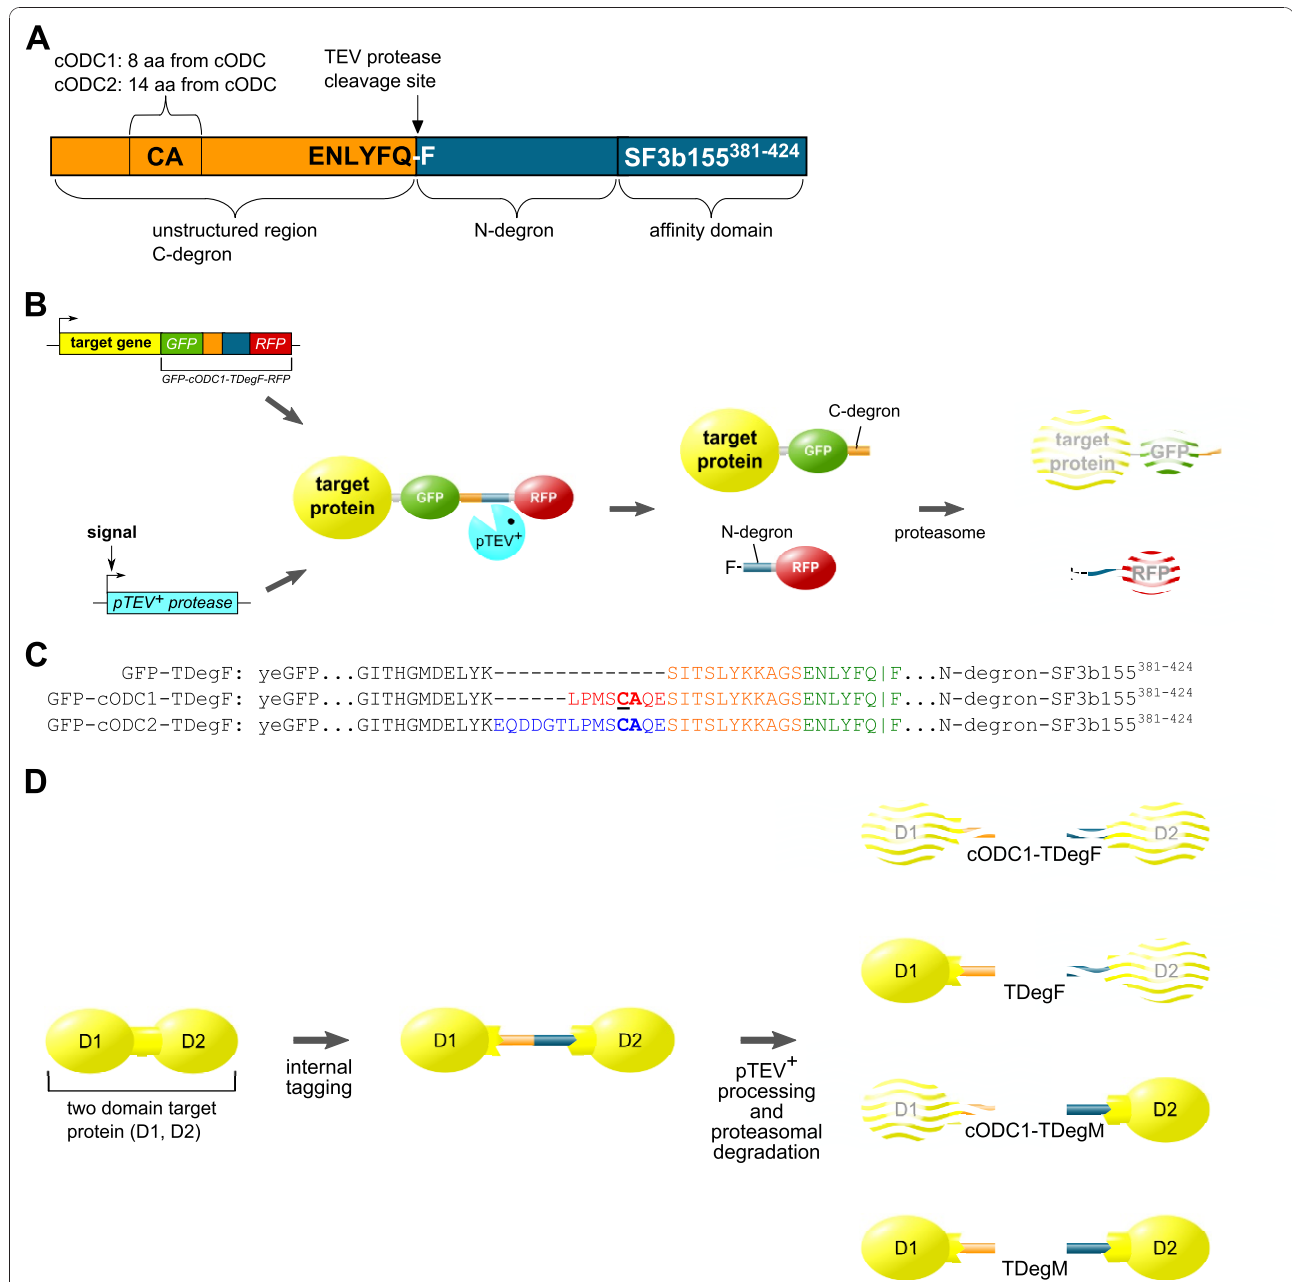 A
cODC1: 8 aa from cODC
cODC2: 14 aa from cODC
TEV protease
cleavage site
CA
ENLYFQ-F
SF3b155381-424
unstructured region
C-degron
N-degron
affinity domain
B
target gene
GFP
RFP
GFP-cODC1-TDegF-RFP
signal
pTEV+ protease
target
protein
GFP
RFP
pTEV+
target
protein
GFP
C-degron
N-degron
F-
RFP
proteasome
target
protein
GFP
RFP
C
GFP-TDegF: yeGFP...GITHGMDELYK--------------SITSLYKKAGSENLYFQ|F...N-degron-SF3b155381-424
GFP-cODC1-TDegF: yeGFP...GITHGMDELYK------LPMSCAQESITSLYKKAGSENLYFQ|F...N-degron-SF3b155381-424
GFP-cODC2-TDegF: yeGFP...GITHGMDELYKEQDDGTLPMSCAQESITSLYKKAGSENLYFQ|F...N-degron-SF3b155381-424
D
D1
D2
two domain target
protein (D1, D2)
internal
tagging
D1
D2
pTEV+
processing
and
proteasomal
degradation
D1
D2
cODC1-TDegF
D1
D2
TDegF
D1
D2
cODC1-TDegM
D1
D2
TDegM